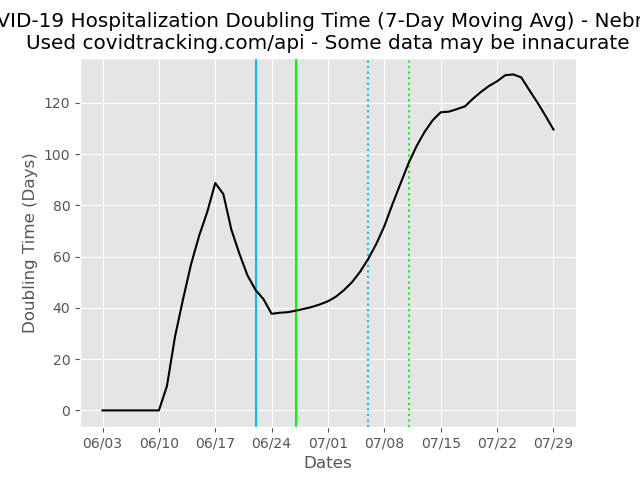 VID-19 Hospitalization Doubling Time (7-Day Moving Avg) - Nebr
Used covidtracking.com/api - Some data may be innacurate
120
100
80
60
40
20
0
Doubling Time (Days)
06/03 06/10 06/17 06/24 07/01 07/08 07/15 07/22 07/29
Dates